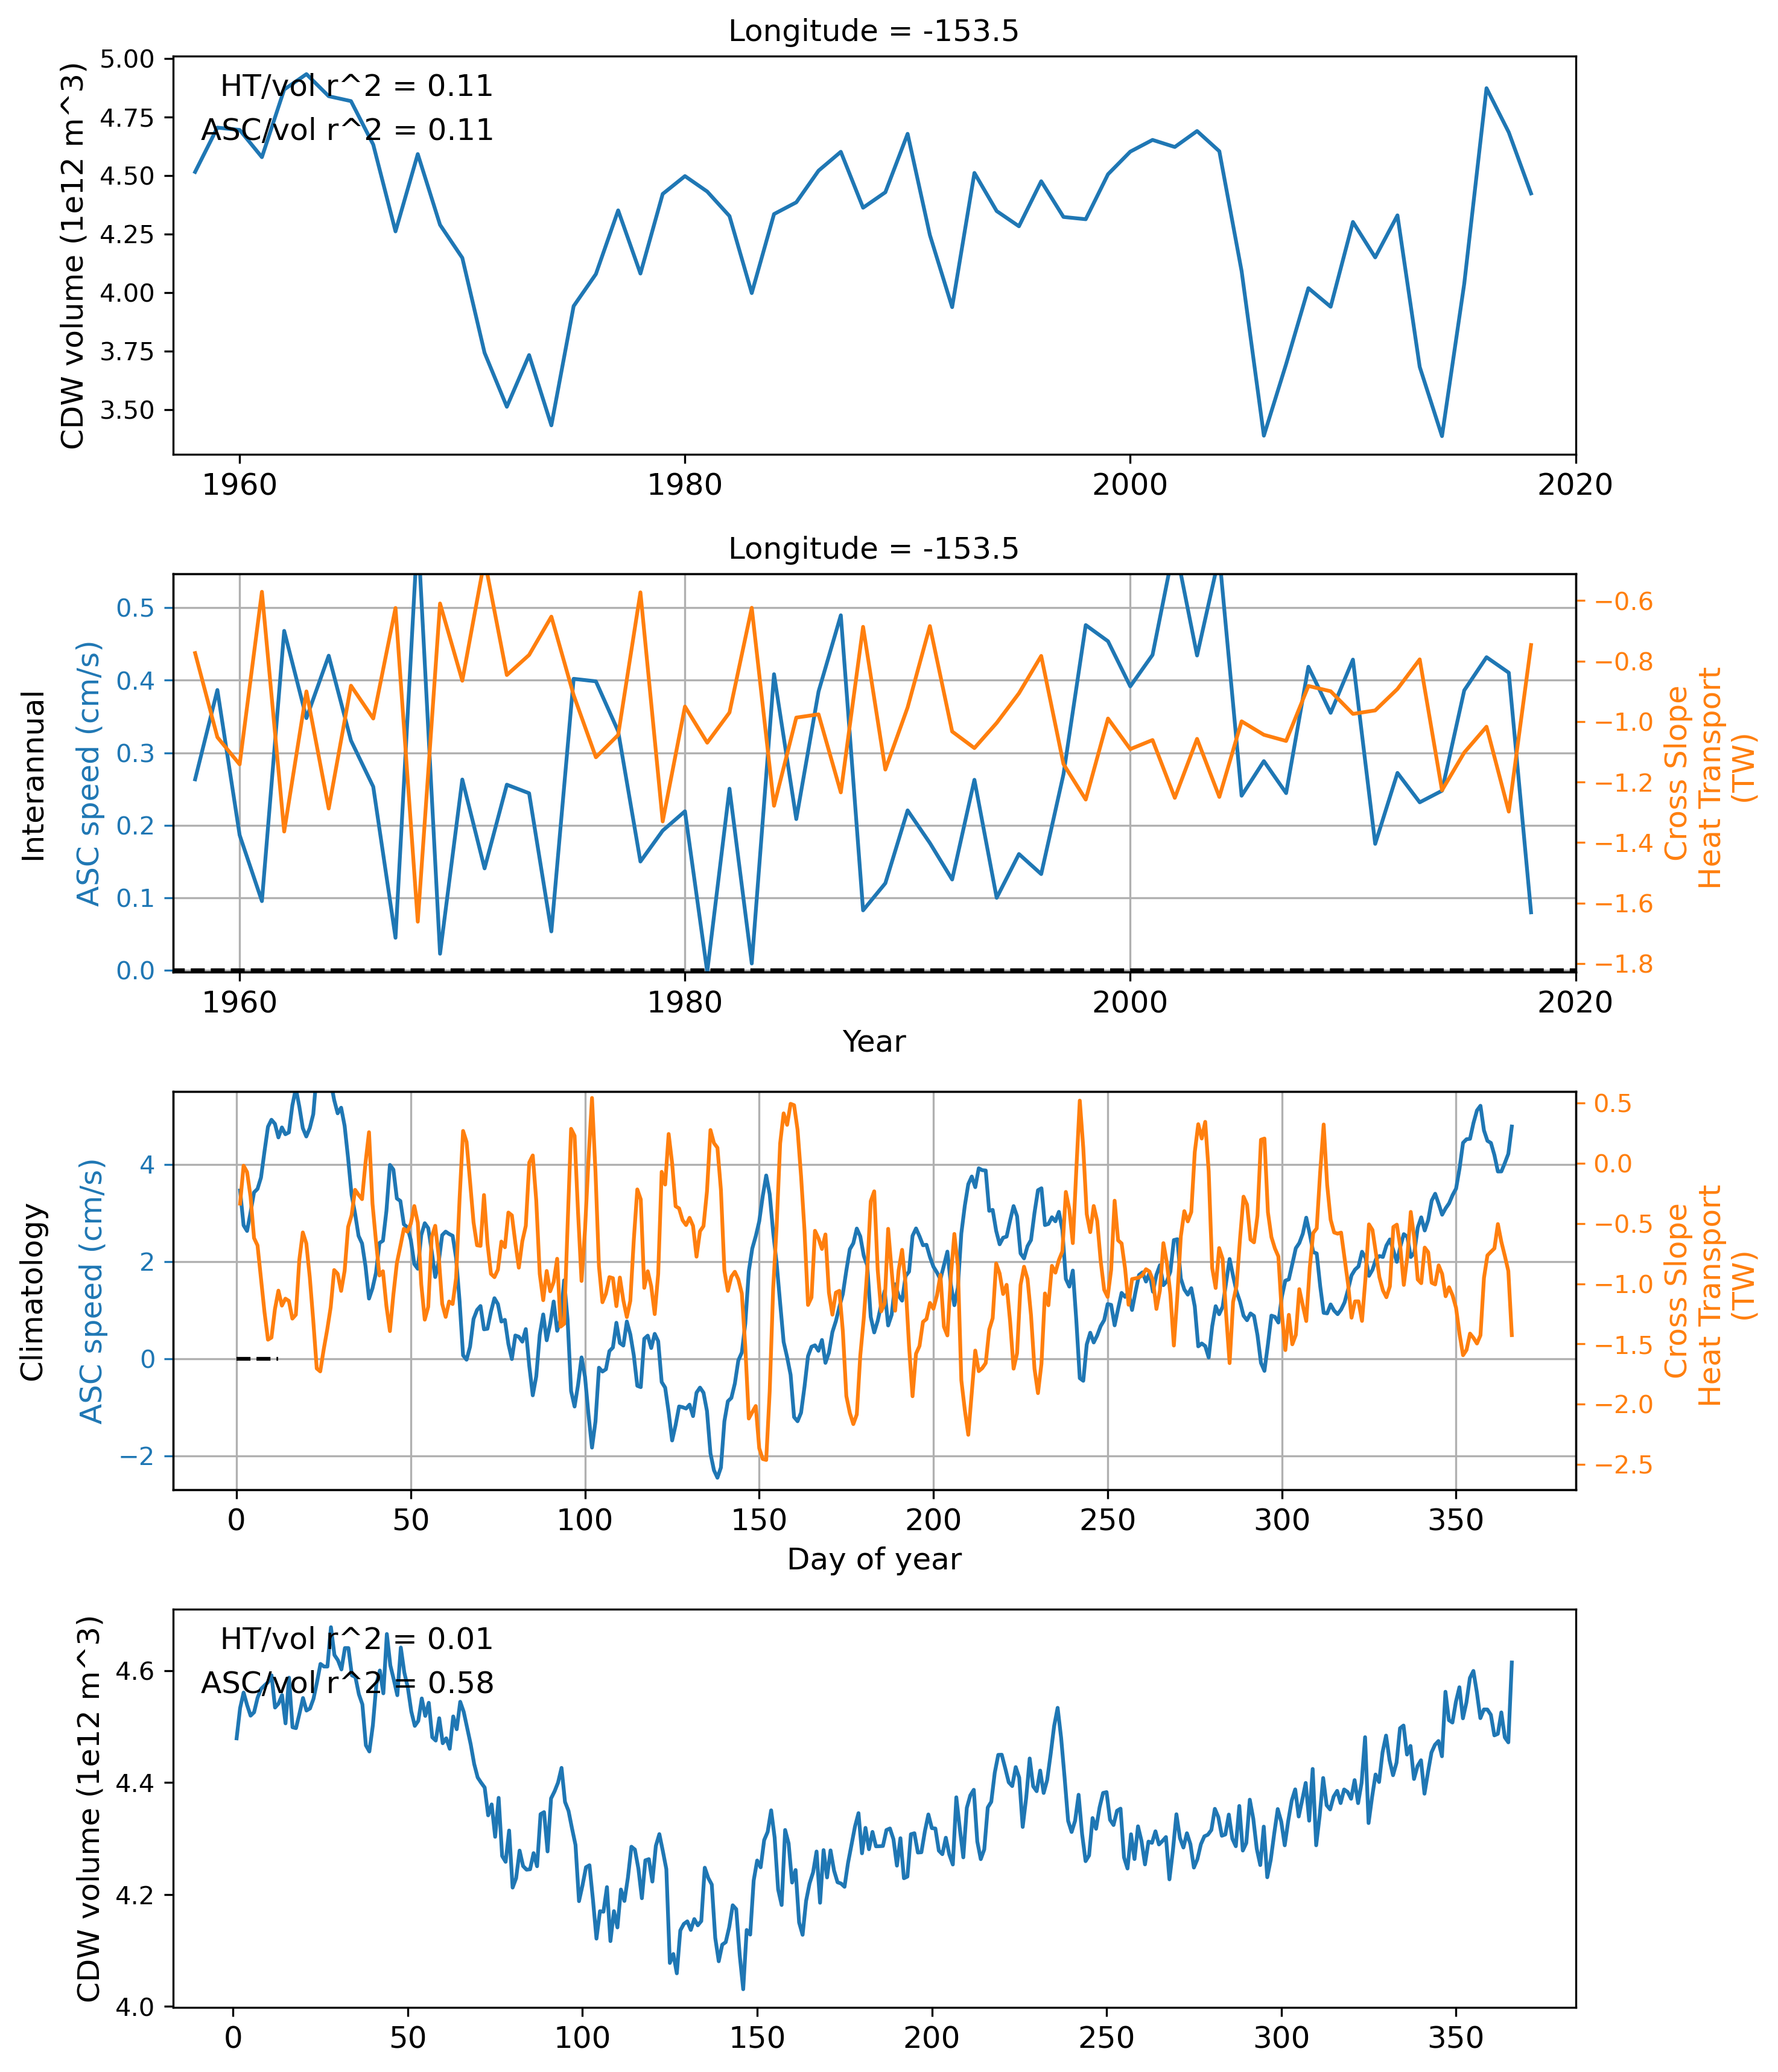 Longitude = -153.5
HT/vol r^2 = 0.11
ASC/vol r^2 = 0.11
CDW volume (1e12 m^3)
5.00
4.75
4.50
4.25
4.00
3.75
3.50
1960 1980 2000 2020
Longitude = -153.5
Interannual
ASC speed (cm/s)
0.5
0.4
0.3
0.2
0.1
0.0
−0.6
−0.8
−1.0
−1.2
−1.4
−1.6
−1.8
Cross Slope
Heat Transport
(TW)
1960 1980 2000 2020
Year
Climatology
ASC speed (cm/s)
4
2
0
−2
0.5
0.0
−0.5
−1.0
−1.5
−2.0
−2.5
Cross Slope
Heat Transport
(TW)
0 50 100 150 200 250 300 350
Day of year
HT/vol r^2 = 0.01
ASC/vol r^2 = 0.58
CDW volume (1e12 m^3)
4.6
4.4
4.2
4.0
0 50 100 150 200 250 300 350